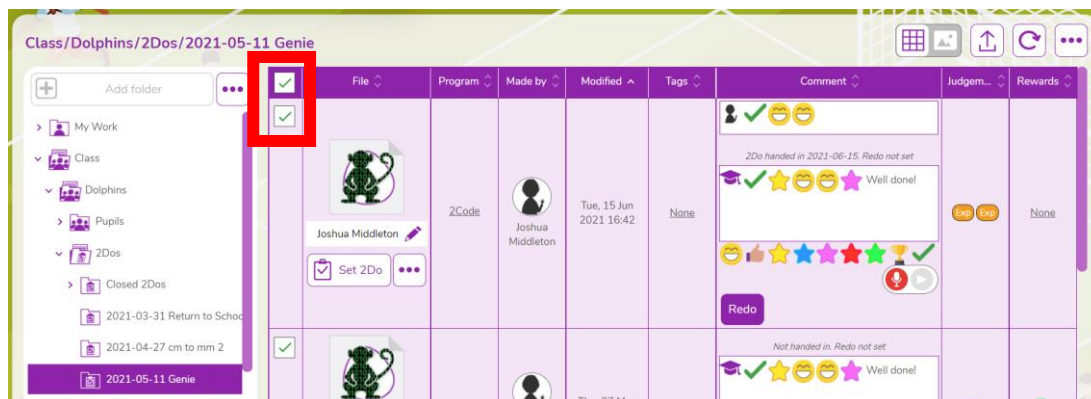 Class/Dolphins/2Dos/2021-05-11 Genie
Add folder
My Work
Class
Dolphins
Pupils
2Dos
Closed 2Dos
2021-03-31 Return to Schoo
2021-04-27 cm to mm 2
2021-05-11 Genie
File Program Made by Modified Tags Comment Judgem... Rewards
2Do handed in 2021-06-15. Redo not set
Well done!
Joshua Middleton
2Code
Joshua
Middleton
Tue, 15 Jun
2021 16:42
None
Exp Exp
None
Set 2Do
Redo
Not handed in. Redo not set
Well done!